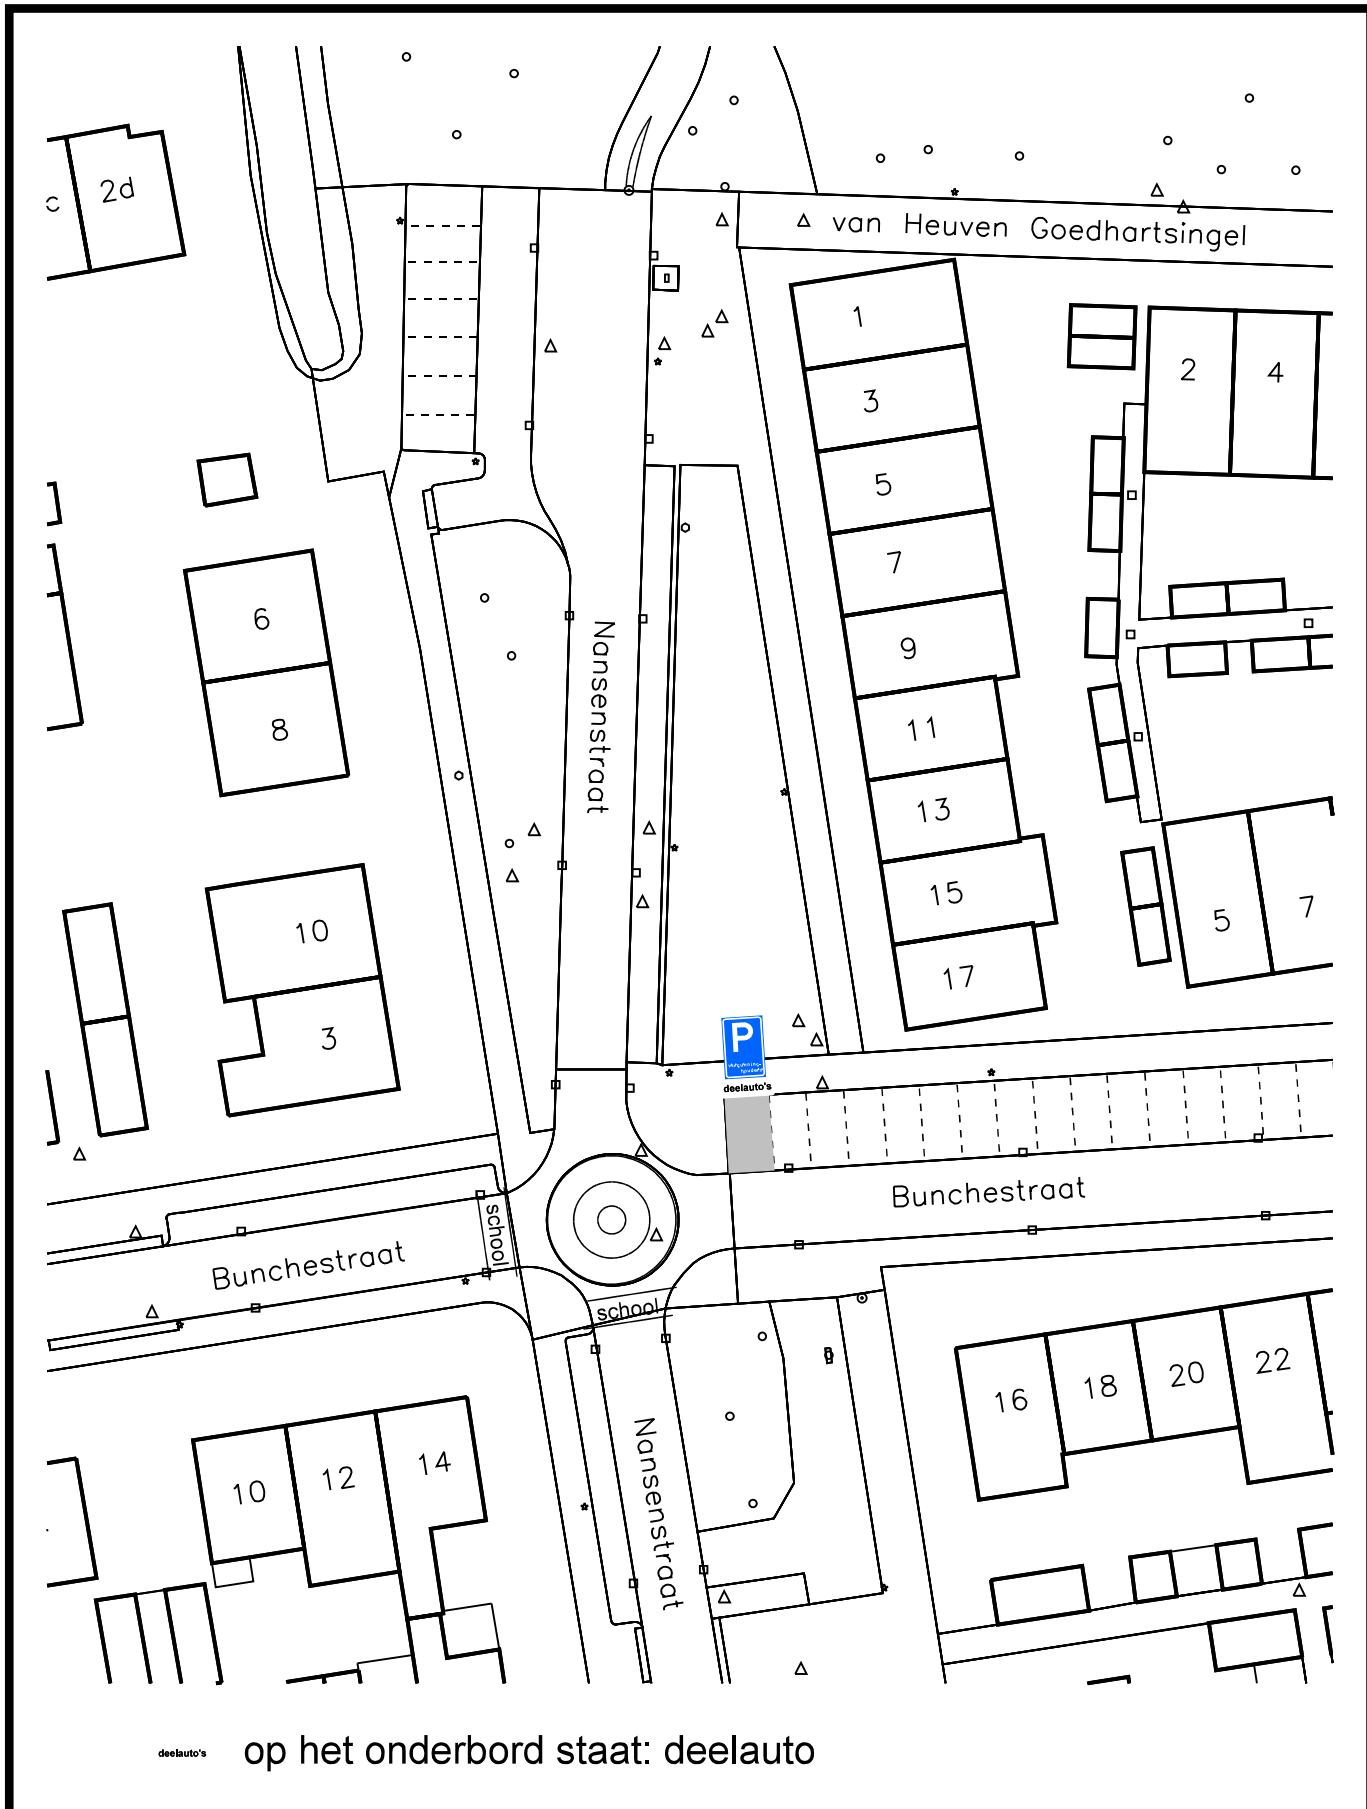 c
2d
van Heuven Goedhartsingel
1
3
5
7
9
11
13
15
17
2
4
6
8
10
3
5
7
Nansenstraat
P
deelauto's
Bunchestraat
school
Bunchestraat
school
Nansenstraat
10
12
14
16
18
20
22
deelauto's op het onderbord staat: deelauto